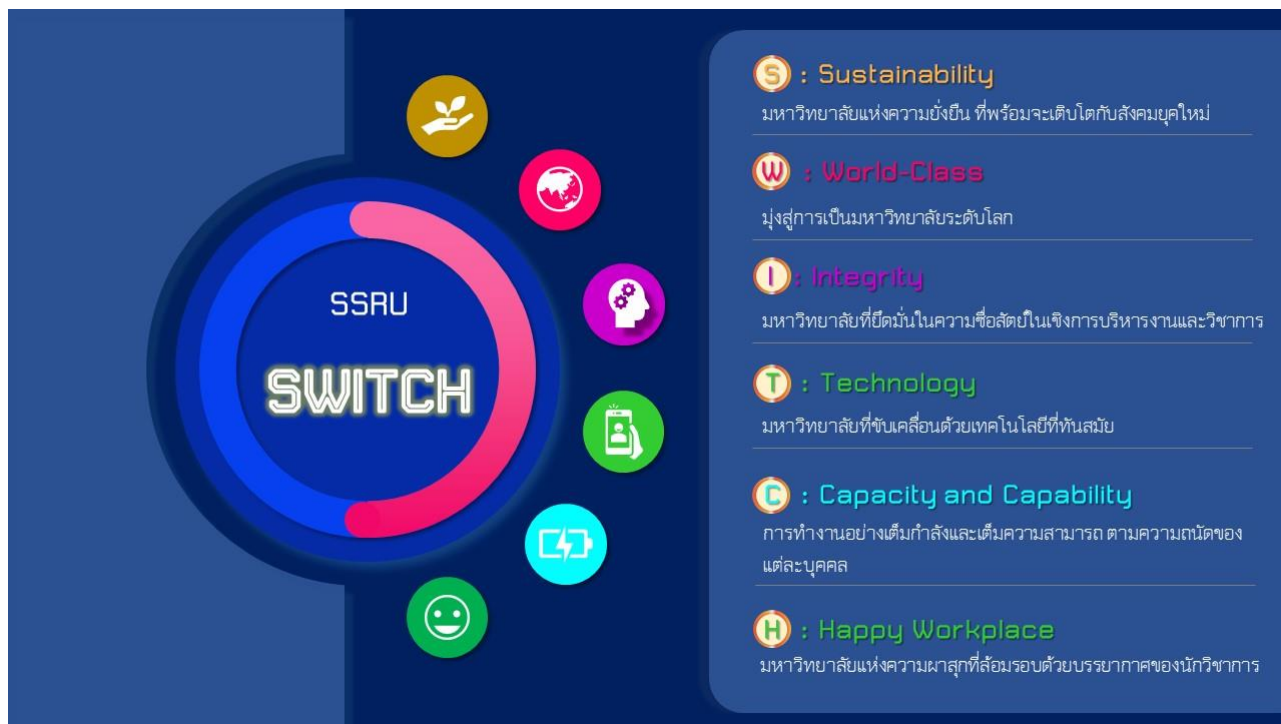 SSRU
SWITCH
S : Sustainability
มหาวิทยาลัยแห่งความยั่งยืน ที่พร้อมจะเติบโตกับสังคมยุคใหม่
W : World-Class
มุ่งสู่การเป็นมหาวิทยาลัยระดับโลก
I : Integrity
มหาวิทยาลัยที่ยึดมั่นในความซื่อสัตย์ในเชิงการบริหารงานและวิชาการ
T : Technology
มหาวิทยาลัยที่ขับเคลื่อนด้วยเทคโนโลยีที่ทันสมัย
C : Capacity and Capability
การทำงานอย่างเต็มกำลังและเต็มความสามารถ ตามความถนัดของ
แต่ละบุคคล
H : Happy Workplace
มหาวิทยาลัยแห่งความผาสุกที่ล้อมรอบด้วยบรรยากาศของนักวิชาการ